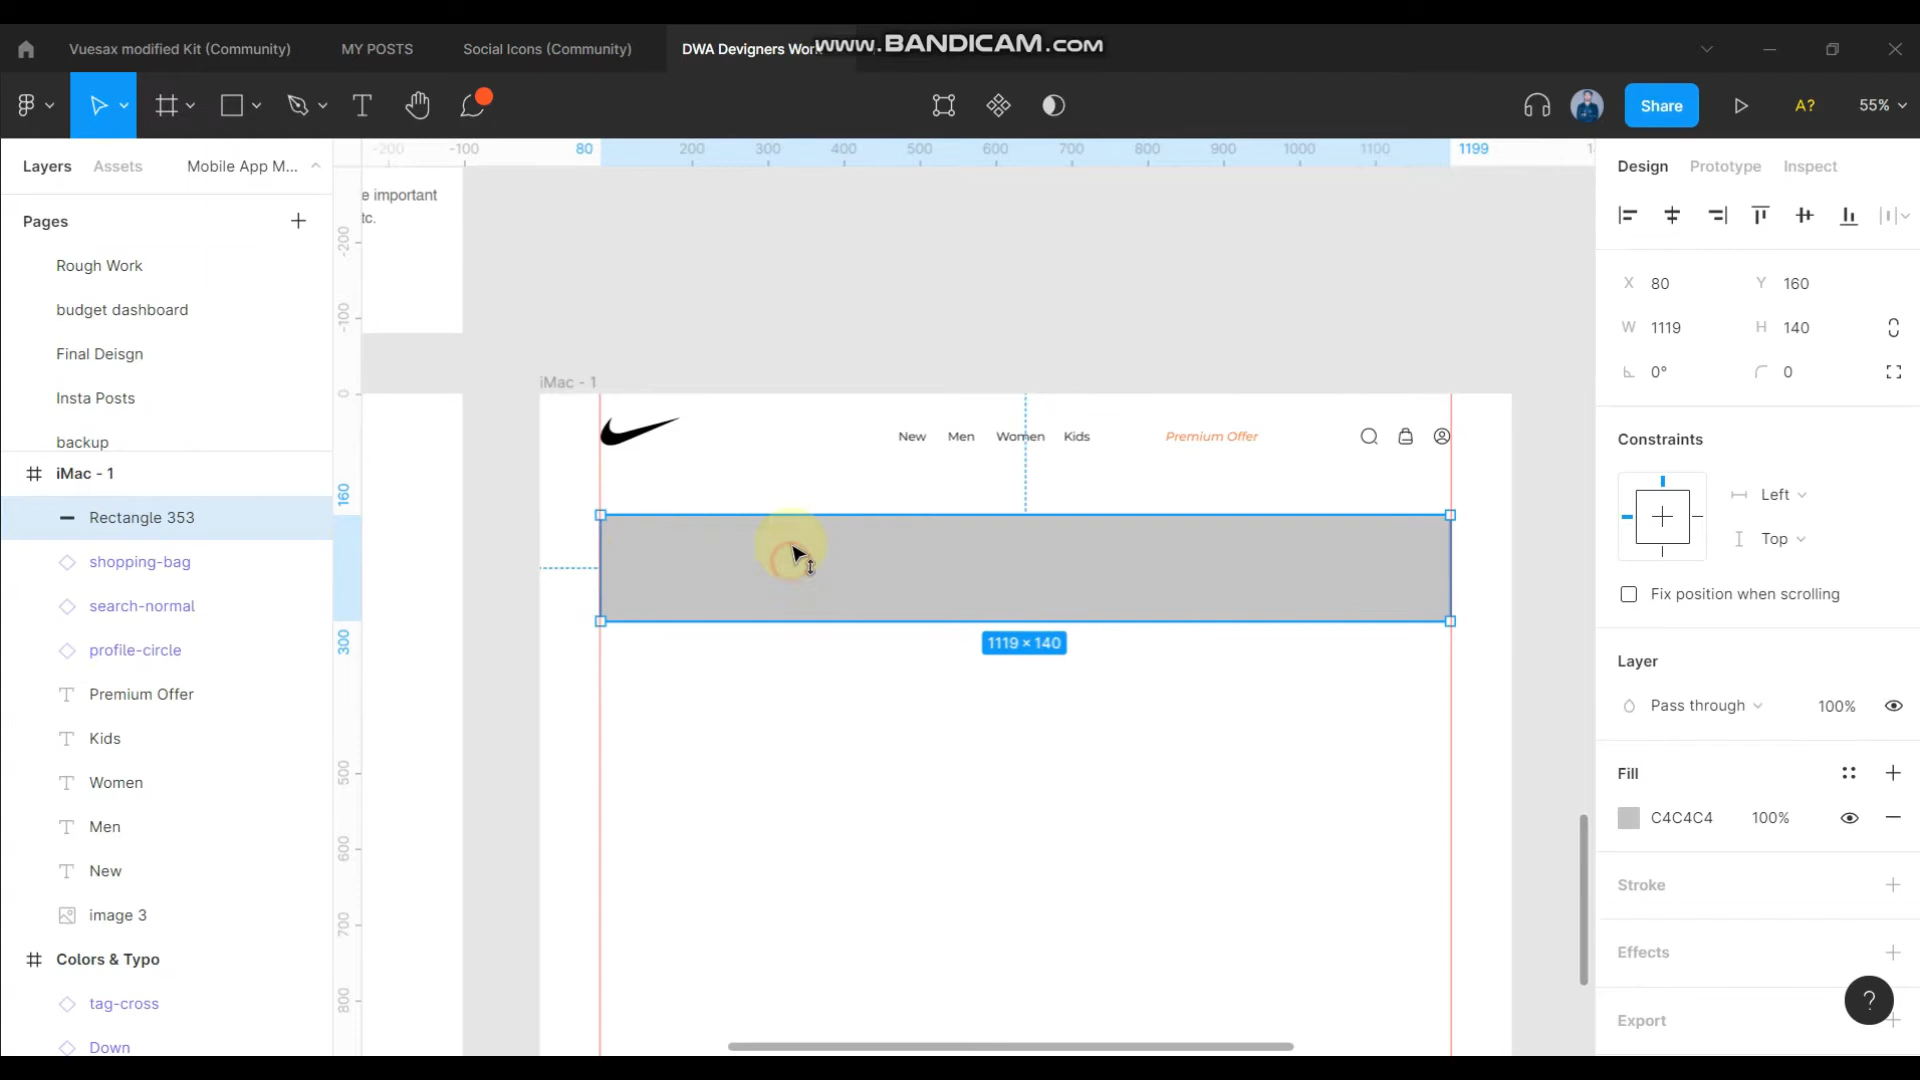 Vuesax modified Kit (Community)
MY POSTS
Social Icons (Community)
DWA Devigners Wor
www.BANDICAM.com
Share
A?
55%
Layers
Assets
Mobile App M...
-200
-100
80
200
300
400
500
600
700
800
900
1000
1100
1199
Design
Prototype
Inspect
Pages
Rough Work
budget dashboard
Final Deisgn
Insta Posts
backup
iMac - 1
Rectangle 353
shopping-bag
search-normal
profile-circle
Premium Offer
Kids
Women
Men
New
image 3
Colors & Typo
tag-cross
Down
-200
-100
0
160
300
500
600
700
800
e important
tc.
iMac - 1
New
Men
Women
Kids
Premium Offer
1119 × 140
X 80
Y 160
W 1119
H 140
0°
0
Constraints
Left
Top
Fix position when scrolling
Layer
Pass through
100%
Fill
C4C4C4
100%
Stroke
Effects
Export
?